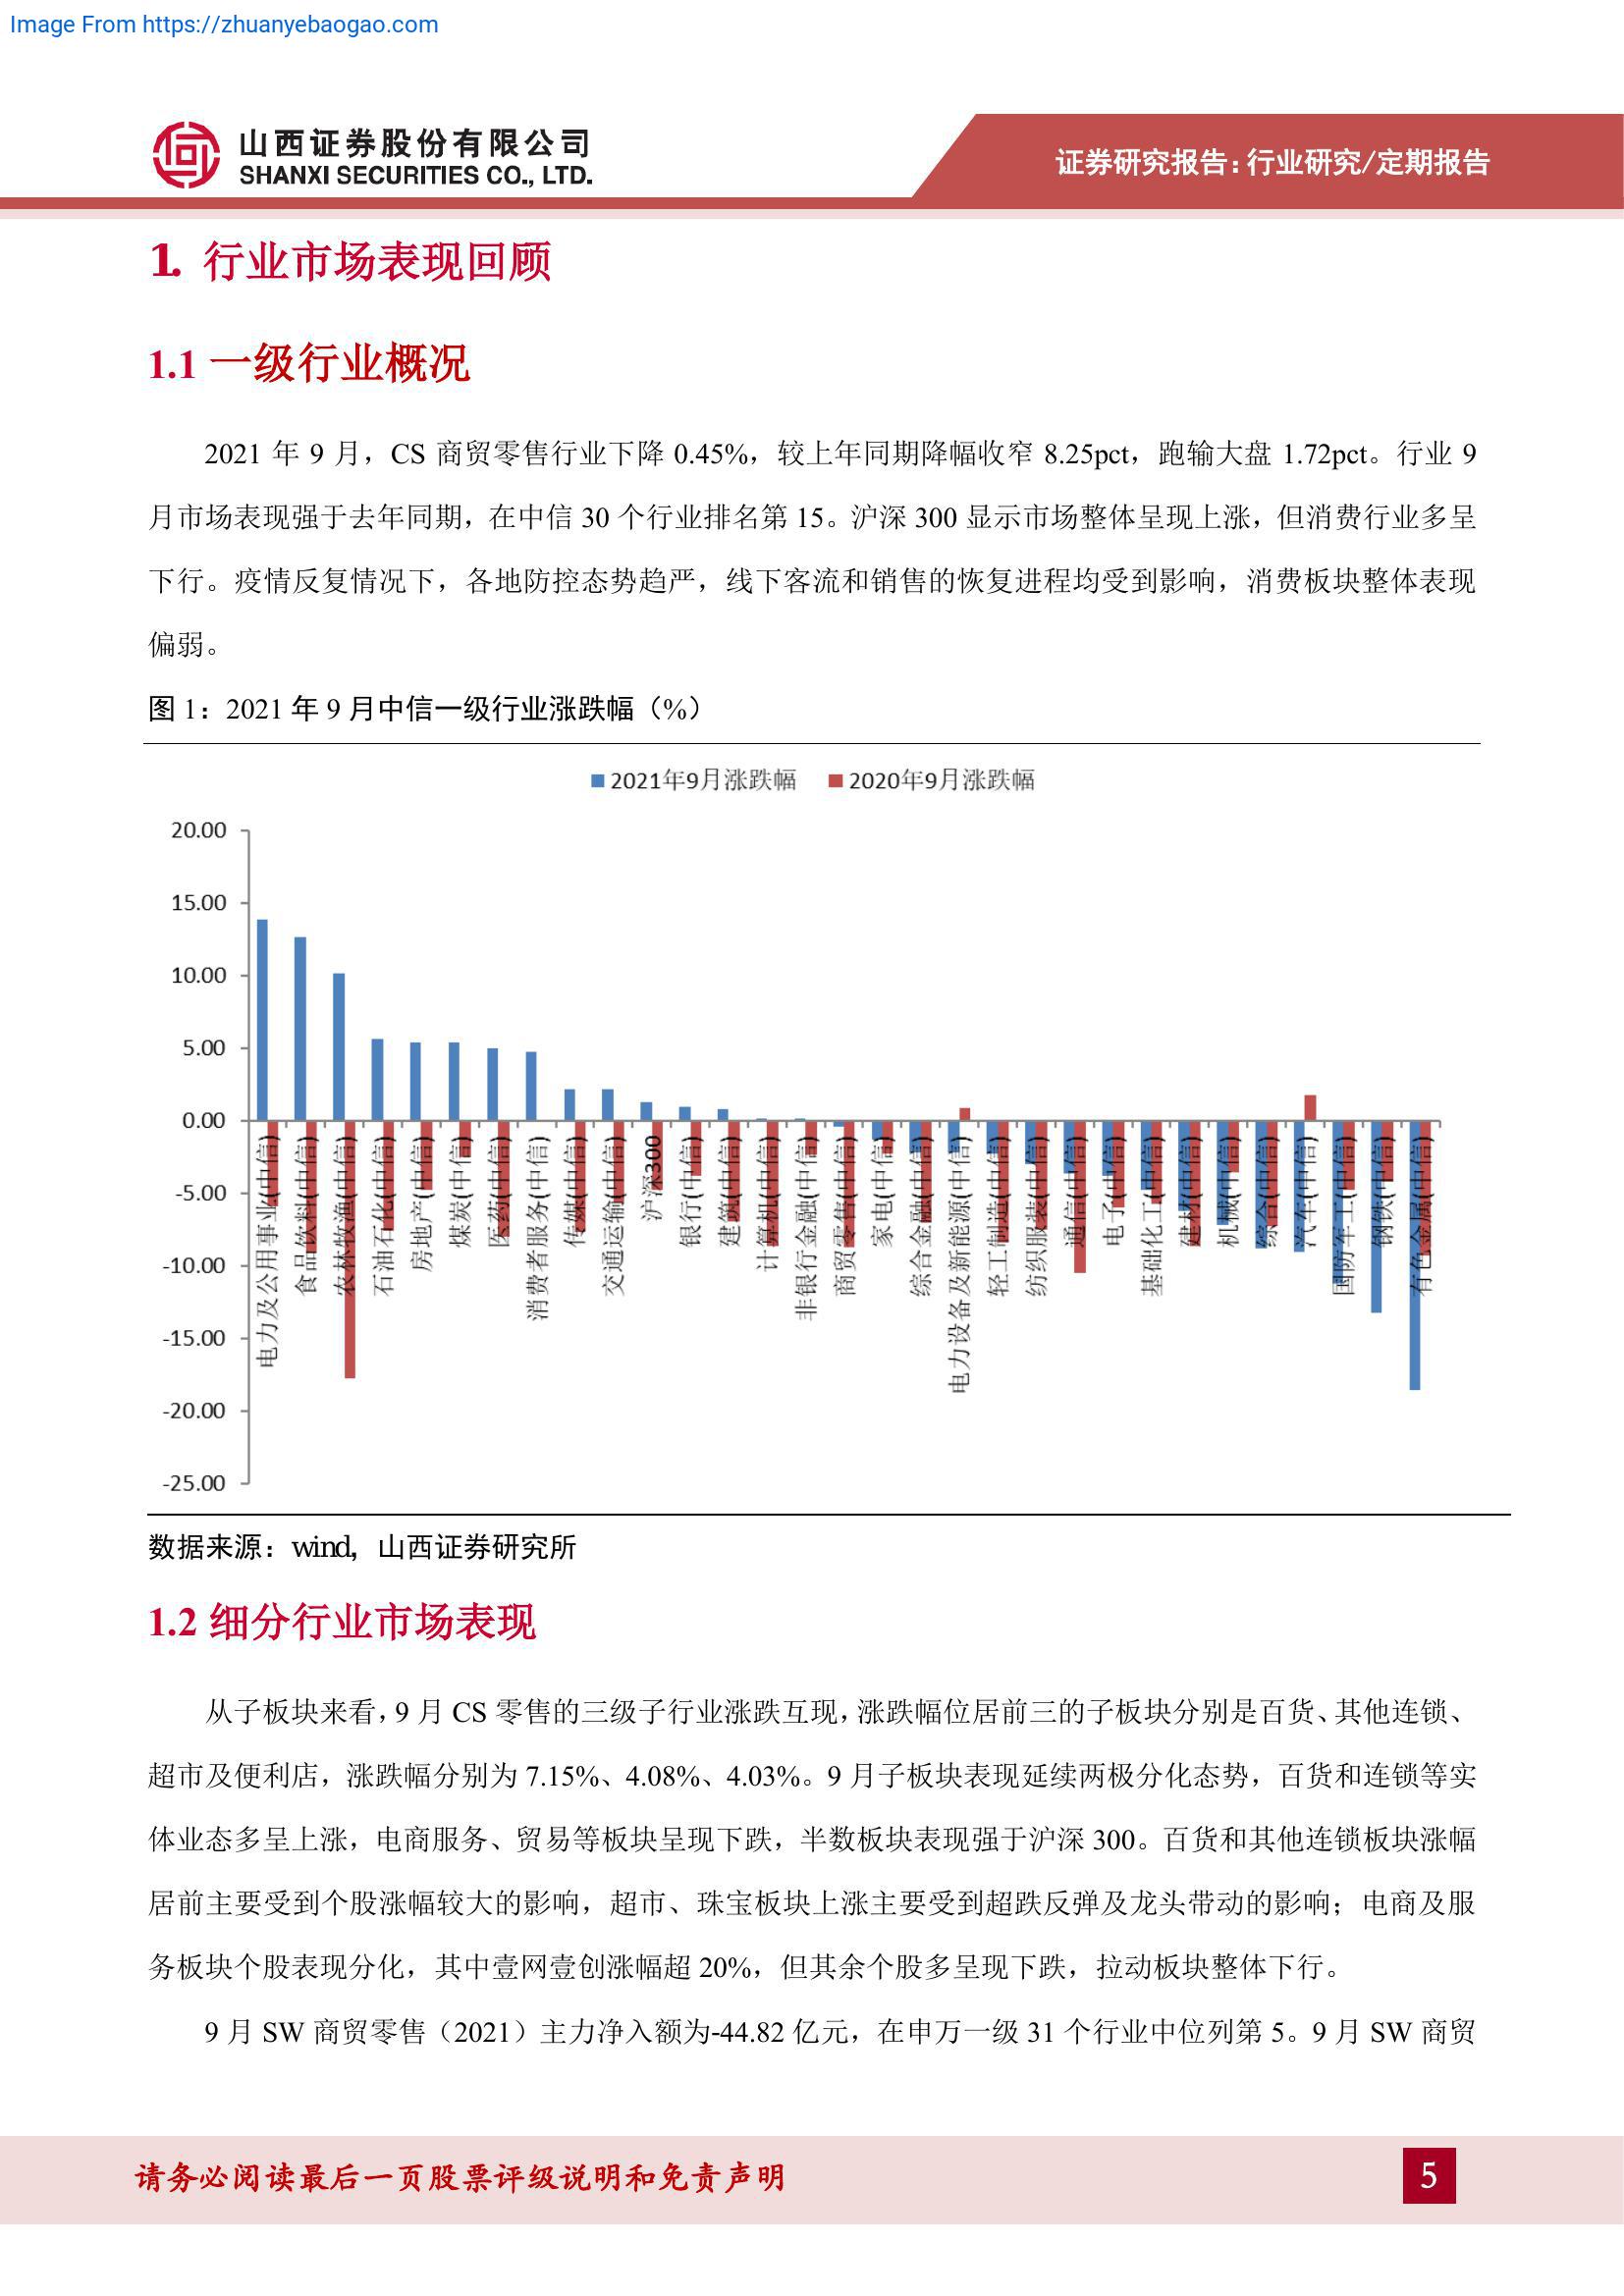 Image From https://zhuanyebaogao.com
山西证券股份有限公司
SHANXI SECURITIES CO., LTD.
证券研究报告:行业研究/定期报告
1. 行业市场表现回顾
1.1 一级行业概况
2021 年 9 月，CS 商贸零售行业下降 0.45%，较上年同期降幅收窄 8.25pct，跑输大盘 1.72pct。行业 9
月市场表现强于去年同期，在中信 30 个行业排名第 15。沪深 300 显示市场整体呈现上涨，但消费行业多呈
下行。疫情反复情况下，各地防控态势趋严，线下客流和销售的恢复进程均受到影响，消费板块整体表现
偏弱。
图 1：2021 年 9 月中信一级行业涨跌幅（%）
2021年9月涨跌幅
2020年9月涨跌幅
20.00
15.00
10.00
5.00
0.00
-5.00
-10.00
-15.00
-20.00
-25.00
电力及公用事业(中信)
食品饮料(中信)
农林牧渔(中信)
石油石化(中信)
房地产(中信)
煤炭(中信)
医药(中信)
消费者服务(中信)
传媒(中信)
交通运输(中信)
沪深300
银行(中信)
建筑(中信)
计算机(中信)
非银行金融(中信)
商贸零售(中信)
家电(中信)
综合金融(中信)
电力设备及新能源(中信)
轻工制造(中信)
纺织服装(中信)
通信(中信)
电子(中信)
基础化工(中信)
建材(中信)
机械(中信)
综合(中信)
汽车(中信)
国防军工(中信)
钢铁(中信)
有色金属(中信)
数据来源：wind，山西证券研究所
1.2 细分行业市场表现
从子板块来看，9 月 CS 零售的三级子行业涨跌互现，涨跌幅位居前三的子板块分别是百货、其他连锁、
超市及便利店，涨跌幅分别为 7.15%、4.08%、4.03%。9 月子板块表现延续两极分化态势，百货和连锁等实
体业态多呈上涨，电商服务、贸易等板块呈现下跌，半数板块表现强于沪深 300。百货和其他连锁板块涨幅
居前主要受到个股涨幅较大的影响，超市、珠宝板块上涨主要受到超跌反弹及龙头带动的影响；电商及服
务板块个股表现分化，其中壹网壹创涨幅超 20%，但其余个股多呈现下跌，拉动板块整体下行。
9 月 SW 商贸零售（2021）主力净入额为-44.82 亿元，在申万一级 31 个行业中位列第 5。9 月 SW 商贸
请务必阅读最后一页股票评级说明和免责声明
5